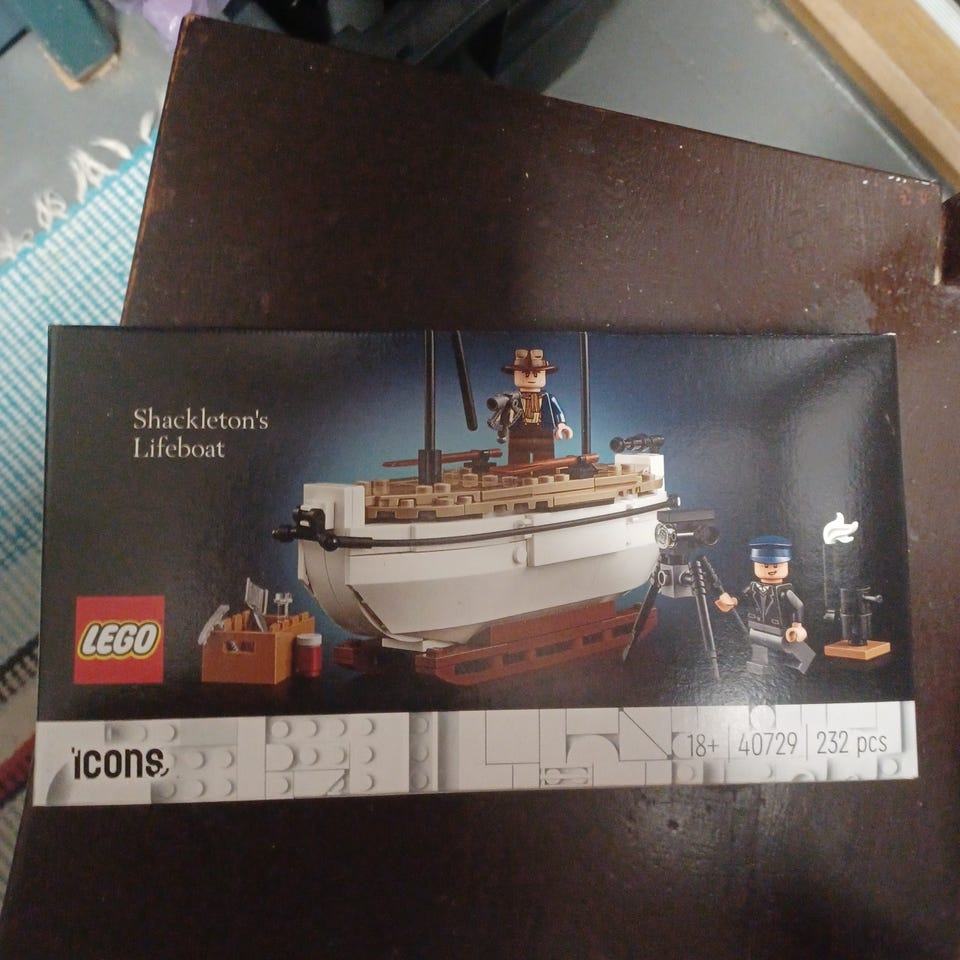 Shackleton's
Lifeboat
LEGO
icons
18+ | 40729 | 232 pcs